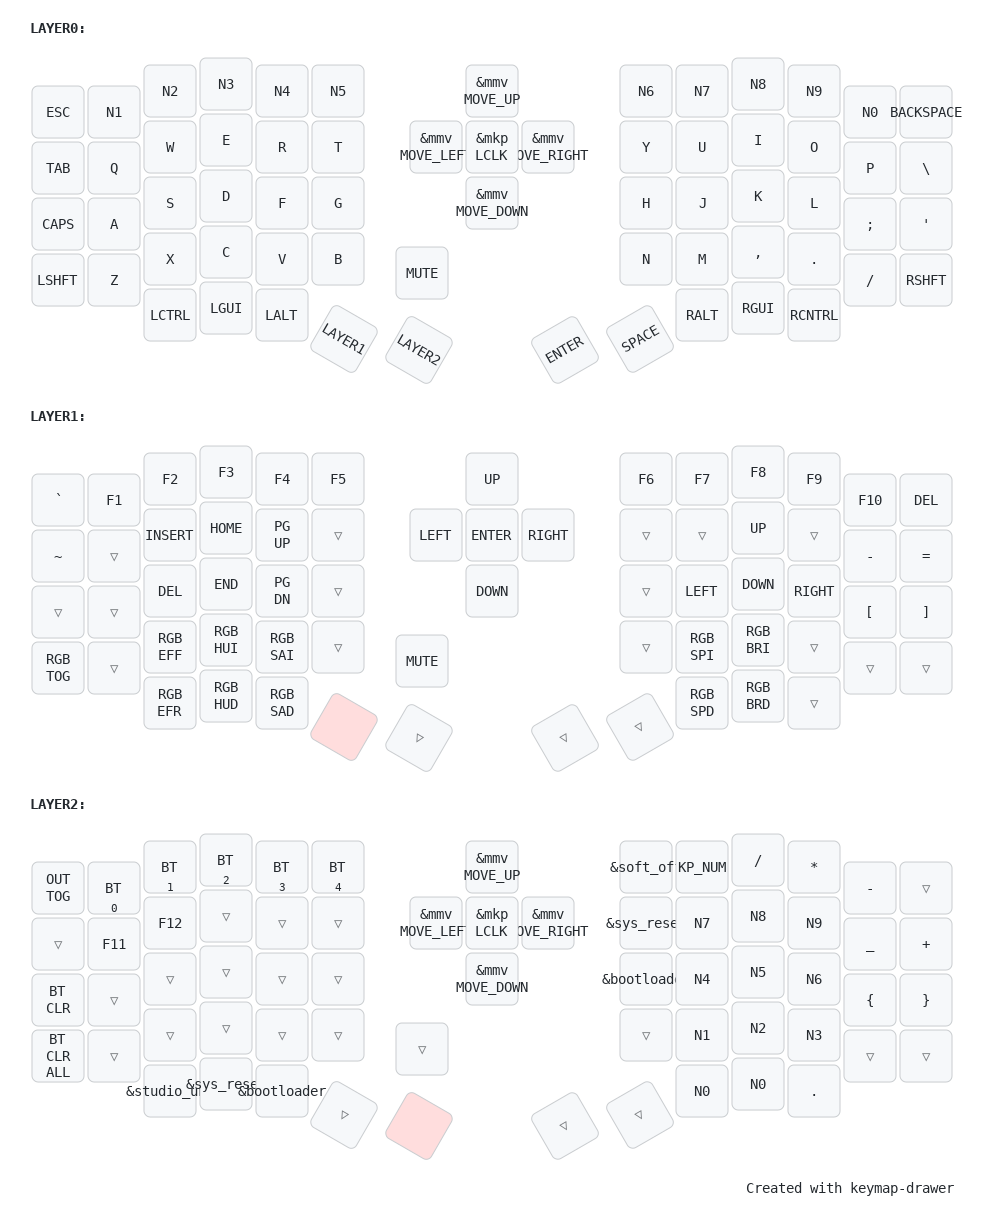 LAYER0:
N3 N8
N2 N4 N5 &mmv N6 N7 N9
MOVE_UP
ESC N1 N0 BACKSPACE
E I
W R T &mmv &mkp &mmv Y U O
MOVE_LEFT LCLK OVE_RIGHT
TAB Q P \
D K
S F G &mmv H J L
MOVE_DOWN
CAPS A ; '
C ,
X V B N M .
MUTE
LSHFT Z / RSHFT
LGUI RGUI
LCTRL LALT RALT RCNTRL
LAYER1 LAYER2 ENTER SPACE
LAYER1:
F3 F8
F2 F4 F5 UP F6 F7 F9
` F1 F10 DEL
HOME UP
INSERT PG LEFT ENTER RIGHT
UP
~ ▽ - =
END DOWN
DEL PG ▽ DOWN ▽ LEFT RIGHT
DN
▽ ▽ [ ]
RGB RGB RGB RGB RGB
EFF HUI SAI ▽ ▽ SPI BRI ▽
MUTE
RGB ▽ ▽ ▽
TOG
RGB RGB RGB RGB RGB
EFR HUD SAD SPD BRD ▽
LAYER2:
BT 2 /
BT 1 BT 3 BT 4 &mmv &soft_of KP_NUM *
MOVE_UP
OUT BT 0 - ▽
TOG
▽ N8
F12 ▽ ▽ &mmv &mkp &mmv &sys_rese N7 N9
MOVE_LEFT LCLK OVE_RIGHT
▽ F11 _ +
▽ N5
▽ ▽ ▽ &mmv &bootloade N4 N6
MOVE_DOWN
BT ▽ { }
CLR
▽ N2
▽ ▽ ▽ ▽ ▽ N1 N3
BT ▽ ▽ ▽
CLR
ALL
&sys_rese N0
&studio_u &bootloader N0 .
Created with keymap-drawer